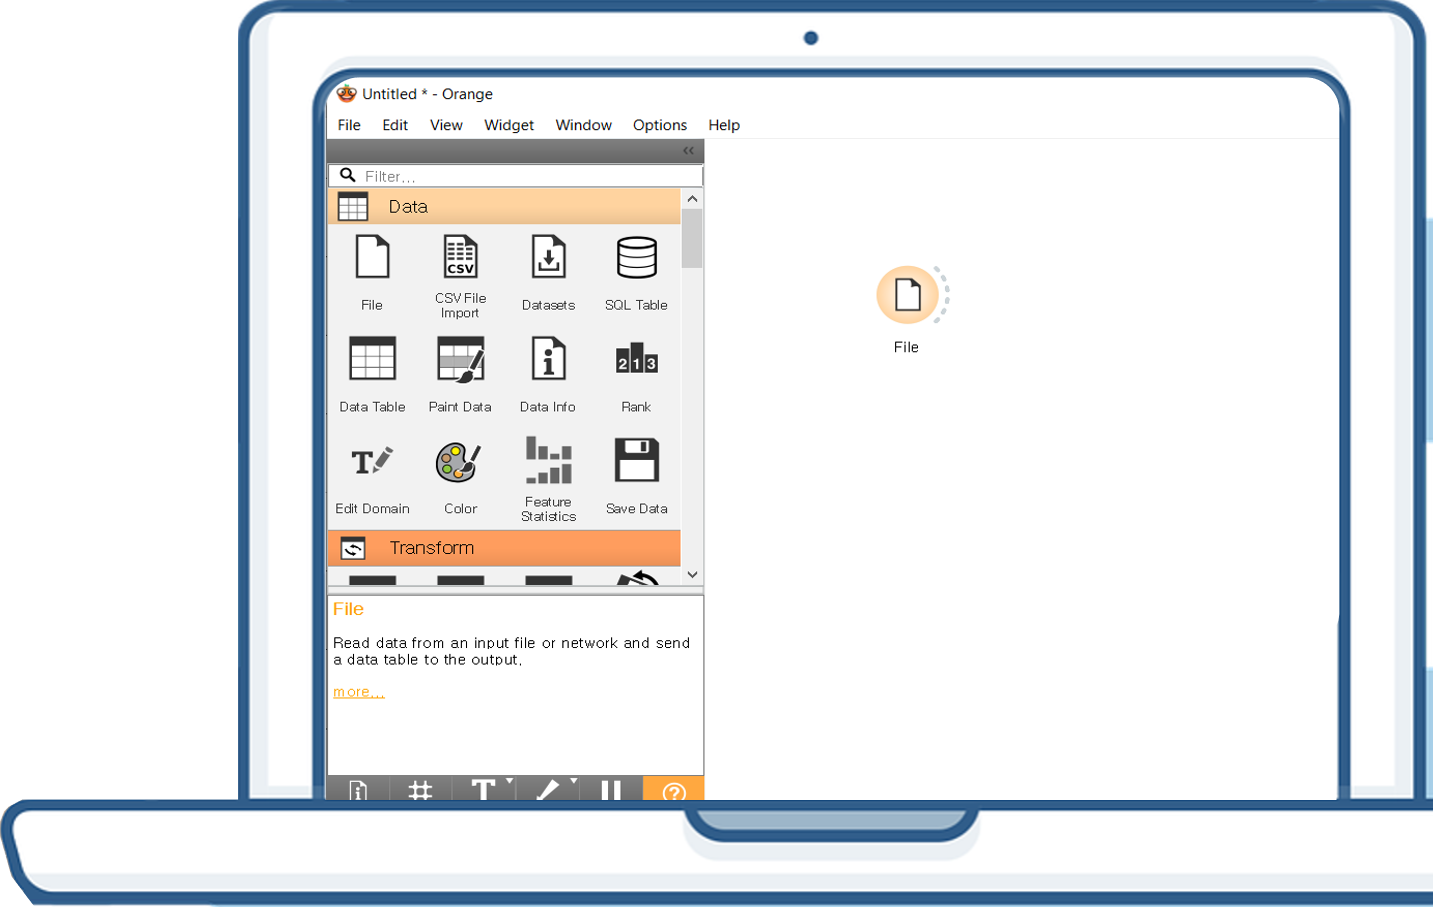 Untitled * - Orange
File Edit View Widget Window Options Help
Filter...
Data
File
CSV
CSV File Import
Datasets
SQL Table
Data Table
Paint Data
Data Info
213
Rank
T
Edit Domain
Color
Feature Statistics
Save Data
Transform
File
Read data from an input file or network and send
a data table to the output.
more...
T
?
File